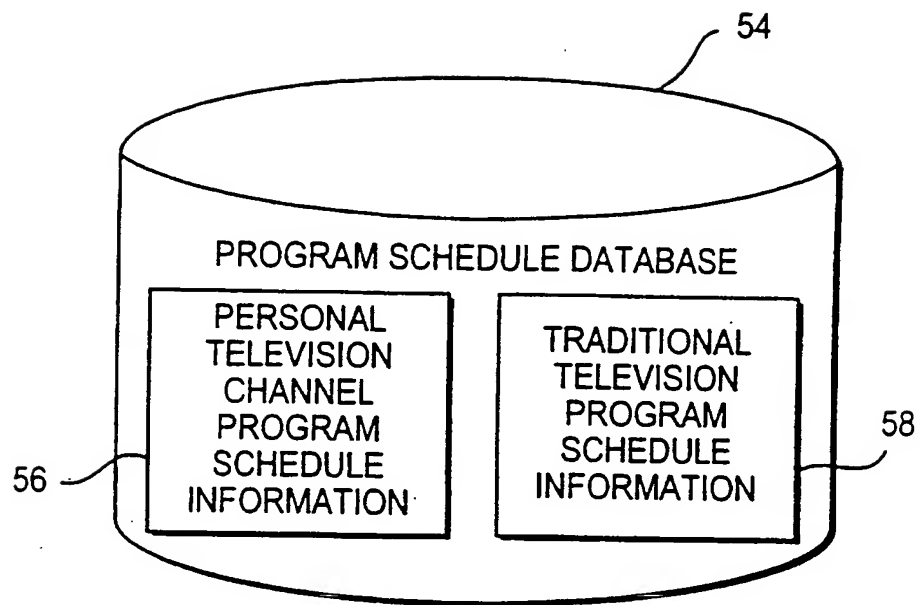 54
PROGRAM SCHEDULE DATABASE
PERSONAL
TELEVISION
CHANNEL
PROGRAM
SCHEDULE
INFORMATION
TRADITIONAL
TELEVISION
PROGRAM
SCHEDULE
INFORMATION
56
58